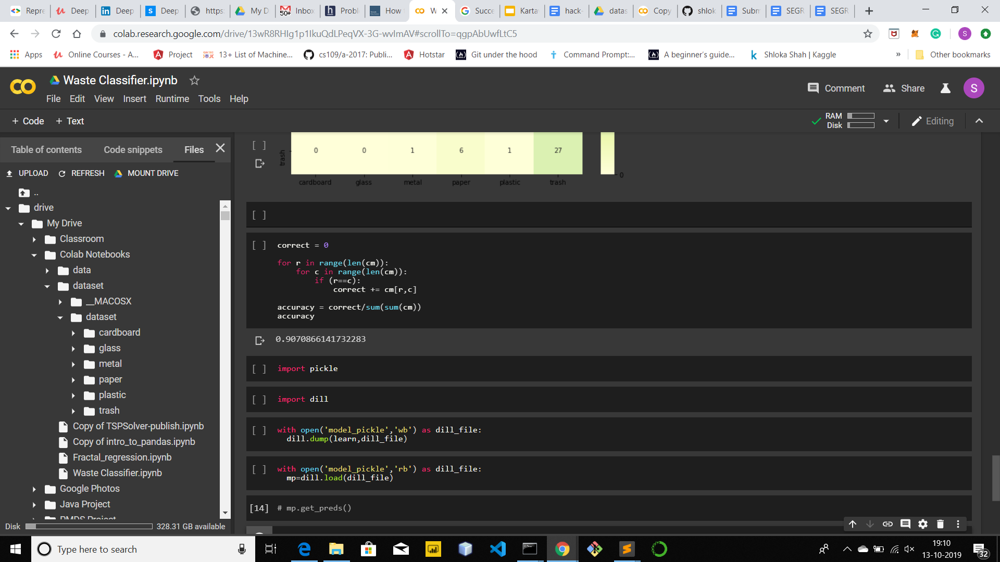 Repre
Deep
Deep
Deep
https:
My D
Inbox
Probl
How
W
Succe
Karta
hack-
datas
Copy
shlok
Subm
SEGR
SEGR
colab.research.google.com/drive/13wR8RHIg1p1IkuQdLPeqVX-3G-wvImAV#scrollTo=qgpAbUwfLtC5
S
Apps
Online Courses - A...
Project
13+ List of Machine...
cs109/a-2017: Publi...
Hotstar
Git under the hood
Command Prompt:...
A beginner's guide...
Shloka Shah | Kaggle
»
Other bookmarks
Waste Classifier.ipynb
File Edit View Insert Runtime Tools Help
Comment
Share
S
+ Code + Text
RAM
Disk
Editing
Table of contents
Code snippets
Files
UPLOAD
REFRESH
MOUNT DRIVE
..
drive
My Drive
Classroom
Colab Notebooks
data
dataset
__MACOSX
dataset
cardboard
glass
metal
paper
plastic
trash
Copy of TSPSolver-publish.ipynb
Copy of intro_to_pandas.ipynb
Fractal_regression.ipynb
Waste Classifier.ipynb
Google Photos
Java Project
PMDS Project
Disk
328.31 GB available
[ ]
trash
0 0 1 6 1 27
0
cardboard glass metal paper plastic trash
[ ]
[ ] correct = 0
for r in range(len(cm)):
for c in range(len(cm)):
if (r==c):
correct += cm[r,c]
accuracy = correct/sum(sum(cm))
accuracy
0.9070866141732283
[ ] import pickle
[ ] import dill
[ ] with open('model_pickle','wb') as dill_file:
dill.dump(learn,dill_file)
[ ] with open('model_pickle','rb') as dill_file:
mp=dill.load(dill_file)
[14] # mp.get_preds()
Type here to search
19:10
13-10-2019
32